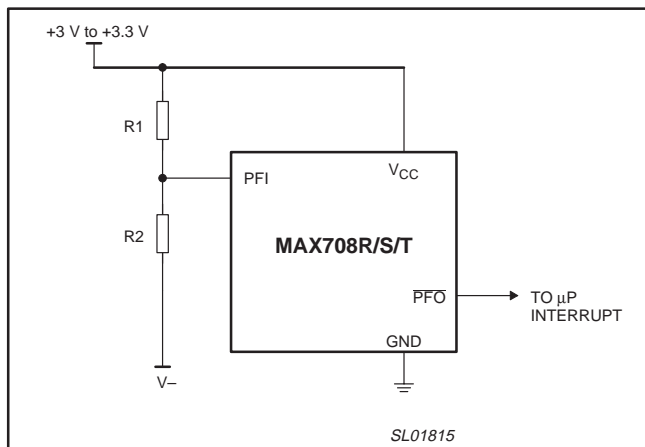 +3 V to +3.3 V
R1
PFI
VCC
R2
MAX708R/S/T
PFO
TO µP
INTERRUPT
GND
V–
SL01815